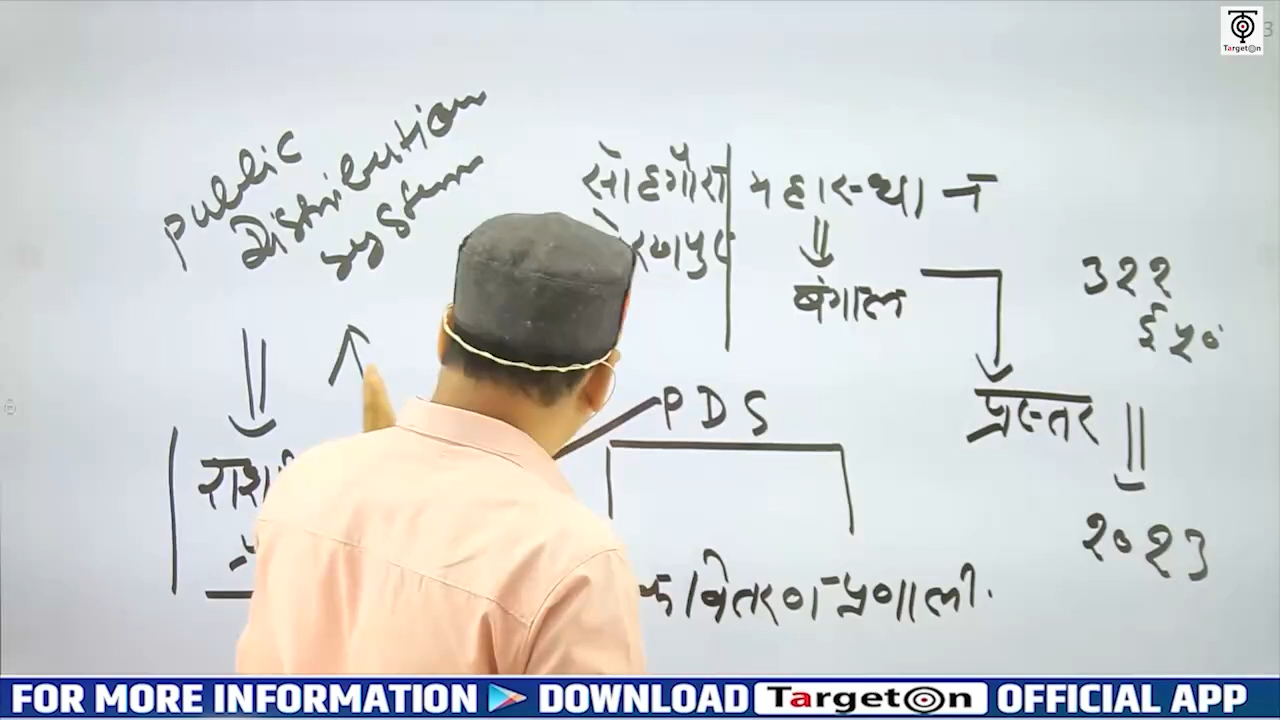 public
Distribution
system
सोहगौरा
महास्थान
रखपुर
बंगाल
322
ई पू०
प्रस्तर
2023
PDS
वितरण प्रणाली.
TargetOn
FOR MORE INFORMATION DOWNLOAD TargetOn OFFICIAL APP